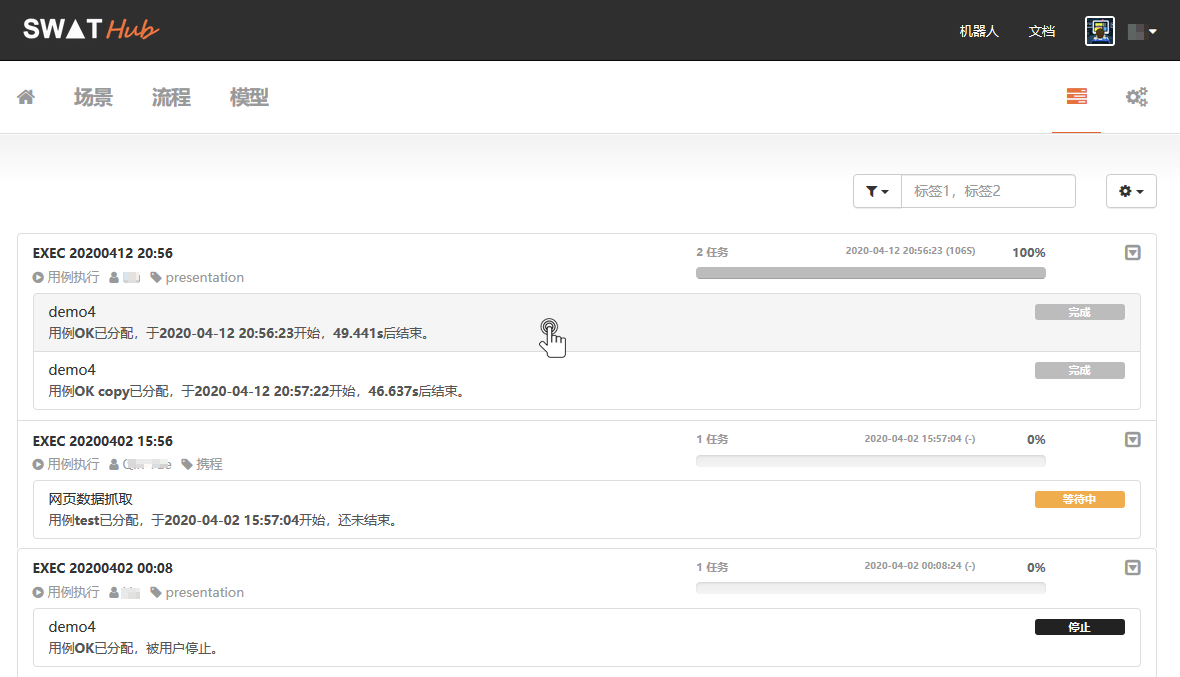 SWAT Hub
机器人 文档
场景 流程 模型
标签1，标签2
EXEC 20200412 20:56 2 任务 2020-04-12 20:56:23 (106S) 100%
用例执行 presentation
demo4 完成
用例OK已分配，于2020-04-12 20:56:23开始，49.441s后结束。
demo4 完成
用例OK copy已分配，于2020-04-12 20:57:22开始，46.637s后结束。
EXEC 20200402 15:56 1 任务 2020-04-02 15:57:04 (-) 0%
用例执行 携程
网页数据抓取 等待中
用例test已分配，于2020-04-02 15:57:04开始，还未结束。
EXEC 20200402 00:08 1 任务 2020-04-02 00:08:24 (-) 0%
用例执行 presentation
demo4 停止
用例OK已分配，被用户停止。